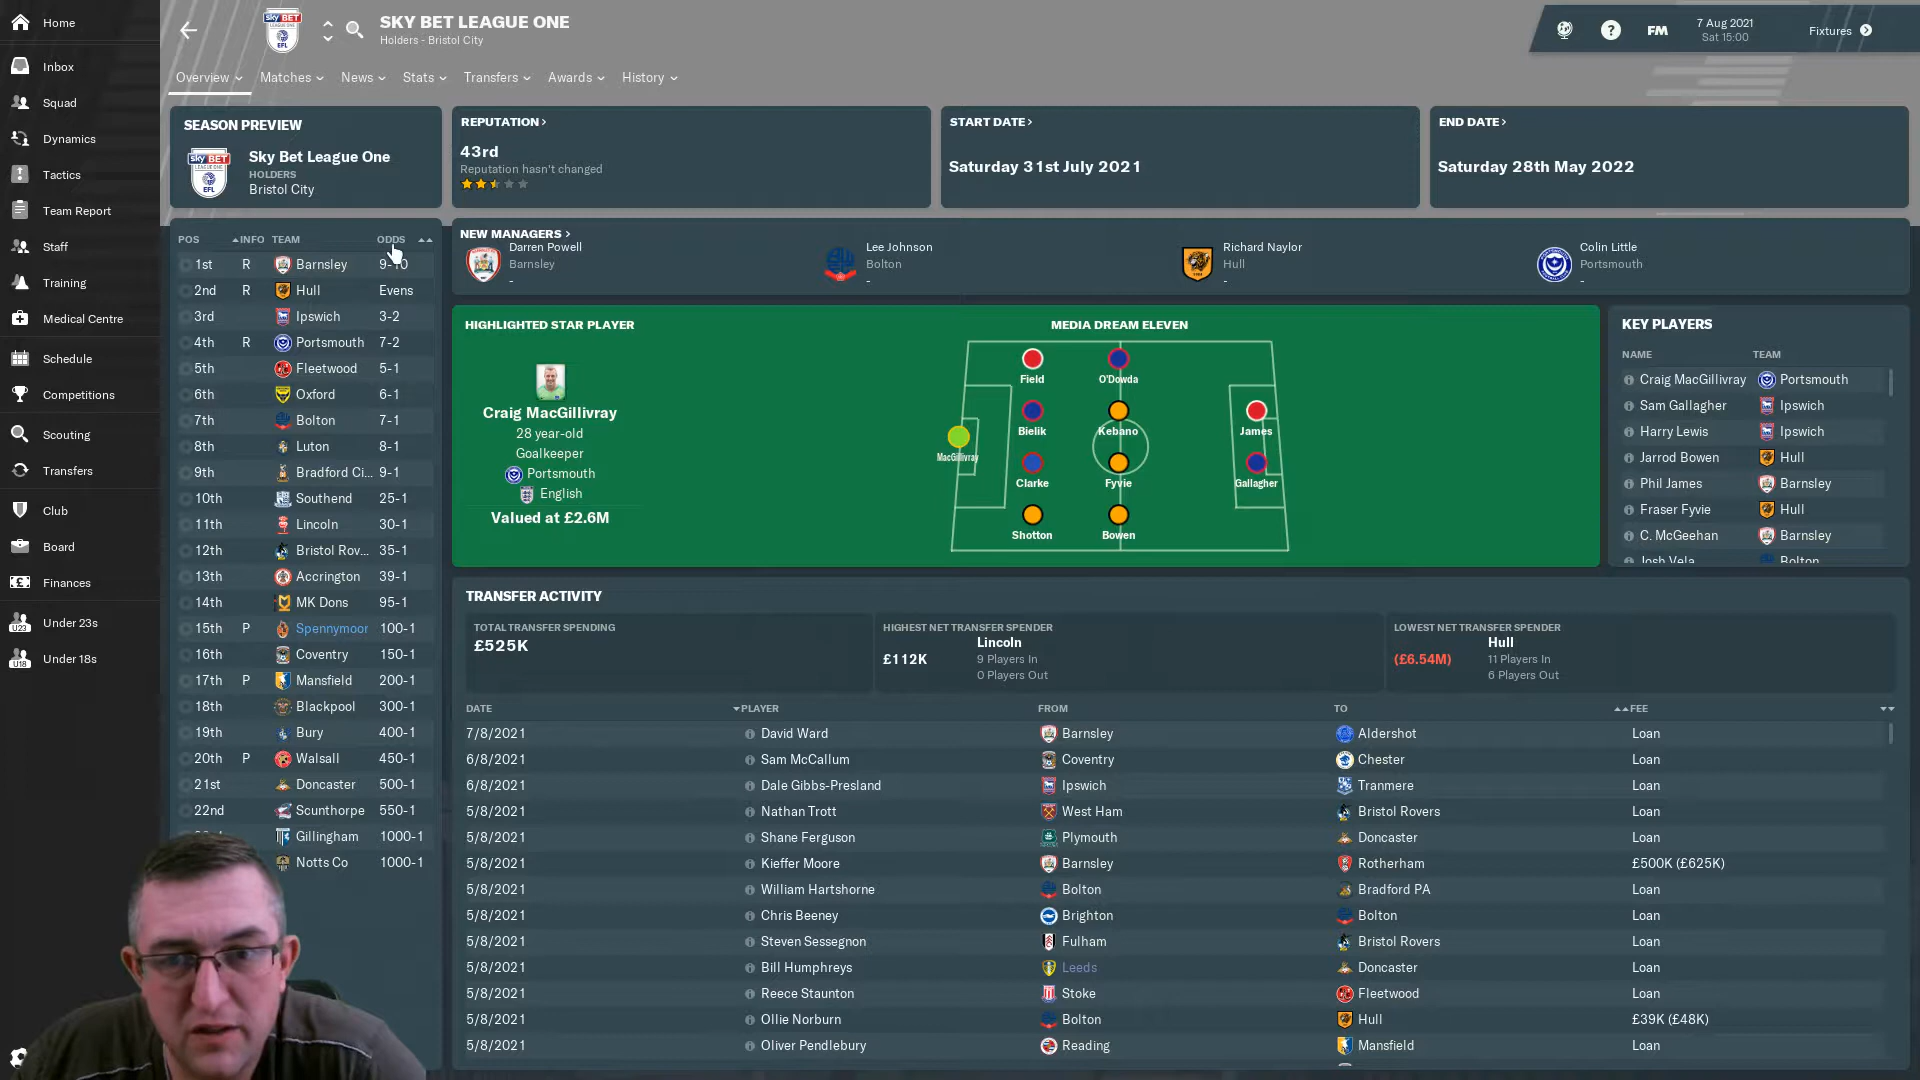 Home
Inbox
Squad
Dynamics
Tactics
Team Report
Staff
Training
Medical Centre
Schedule
Competitions
Scouting
Transfers
Club
Board
Finances
Under 23s
Under 18s
SKY BET LEAGUE ONE
Holders - Bristol City
FM
7 Aug 2021
Sat 15:00
Fixtures
Overview Matches News Stats Transfers Awards History
SEASON PREVIEW
Sky Bet League One
HOLDERS
Bristol City
REPUTATION
43rd
Reputation hasn't changed
START DATE
Saturday 31st July 2021
END DATE
Saturday 28th May 2022
POS INFO TEAM ODDS
1st R Barnsley 9-10
2nd R Hull Evens
3rd Ipswich 3-2
4th R Portsmouth 7-2
5th Fleetwood 5-1
6th Oxford 6-1
7th Bolton 7-1
8th Luton 8-1
9th Bradford Ci... 9-1
10th Southend 25-1
11th Lincoln 30-1
12th Bristol Rov... 35-1
13th Accrington 39-1
14th MK Dons 95-1
15th P Spennymoor 100-1
16th Coventry 150-1
17th P Mansfield 200-1
18th Blackpool 300-1
19th Bury 400-1
20th P Walsall 450-1
21st Doncaster 500-1
22nd Scunthorpe 550-1
Gillingham 1000-1
Notts Co 1000-1
NEW MANAGERS
Darren Powell
Barnsley
-
Lee Johnson
Bolton
-
Richard Naylor
Hull
-
Colin Little
Portsmouth
-
HIGHLIGHTED STAR PLAYER
Craig MacGillivray
28 year-old
Goalkeeper
Portsmouth
English
Valued at £2.6M
MEDIA DREAM ELEVEN
Field O'Dowda
Bielik Kebano James
MacGillivray
Clarke Fyvie Gallagher
Shotton Bowen
KEY PLAYERS
NAME TEAM
Craig MacGillivray Portsmouth
Sam Gallagher Ipswich
Harry Lewis Ipswich
Jarrod Bowen Hull
Phil James Barnsley
Fraser Fyvie Hull
C. McGeehan Barnsley
Josh Vela Bolton
TRANSFER ACTIVITY
TOTAL TRANSFER SPENDING
£525K
HIGHEST NET TRANSFER SPENDER
£112K
Lincoln
9 Players In
0 Players Out
LOWEST NET TRANSFER SPENDER
(£6.54M)
Hull
11 Players In
6 Players Out
DATE PLAYER FROM TO FEE
7/8/2021 David Ward Barnsley Aldershot Loan
6/8/2021 Sam McCallum Coventry Chester Loan
6/8/2021 Dale Gibbs-Presland Ipswich Tranmere Loan
5/8/2021 Nathan Trott West Ham Bristol Rovers Loan
5/8/2021 Shane Ferguson Plymouth Doncaster Loan
5/8/2021 Kieffer Moore Barnsley Rotherham £500K (£625K)
5/8/2021 William Hartshorne Bolton Bradford PA Loan
5/8/2021 Chris Beeney Brighton Bolton Loan
5/8/2021 Steven Sessegnon Fulham Bristol Rovers Loan
5/8/2021 Bill Humphreys Leeds Doncaster Loan
5/8/2021 Reece Staunton Stoke Fleetwood Loan
5/8/2021 Ollie Norburn Bolton Hull £39K (£48K)
5/8/2021 Oliver Pendlebury Reading Mansfield Loan